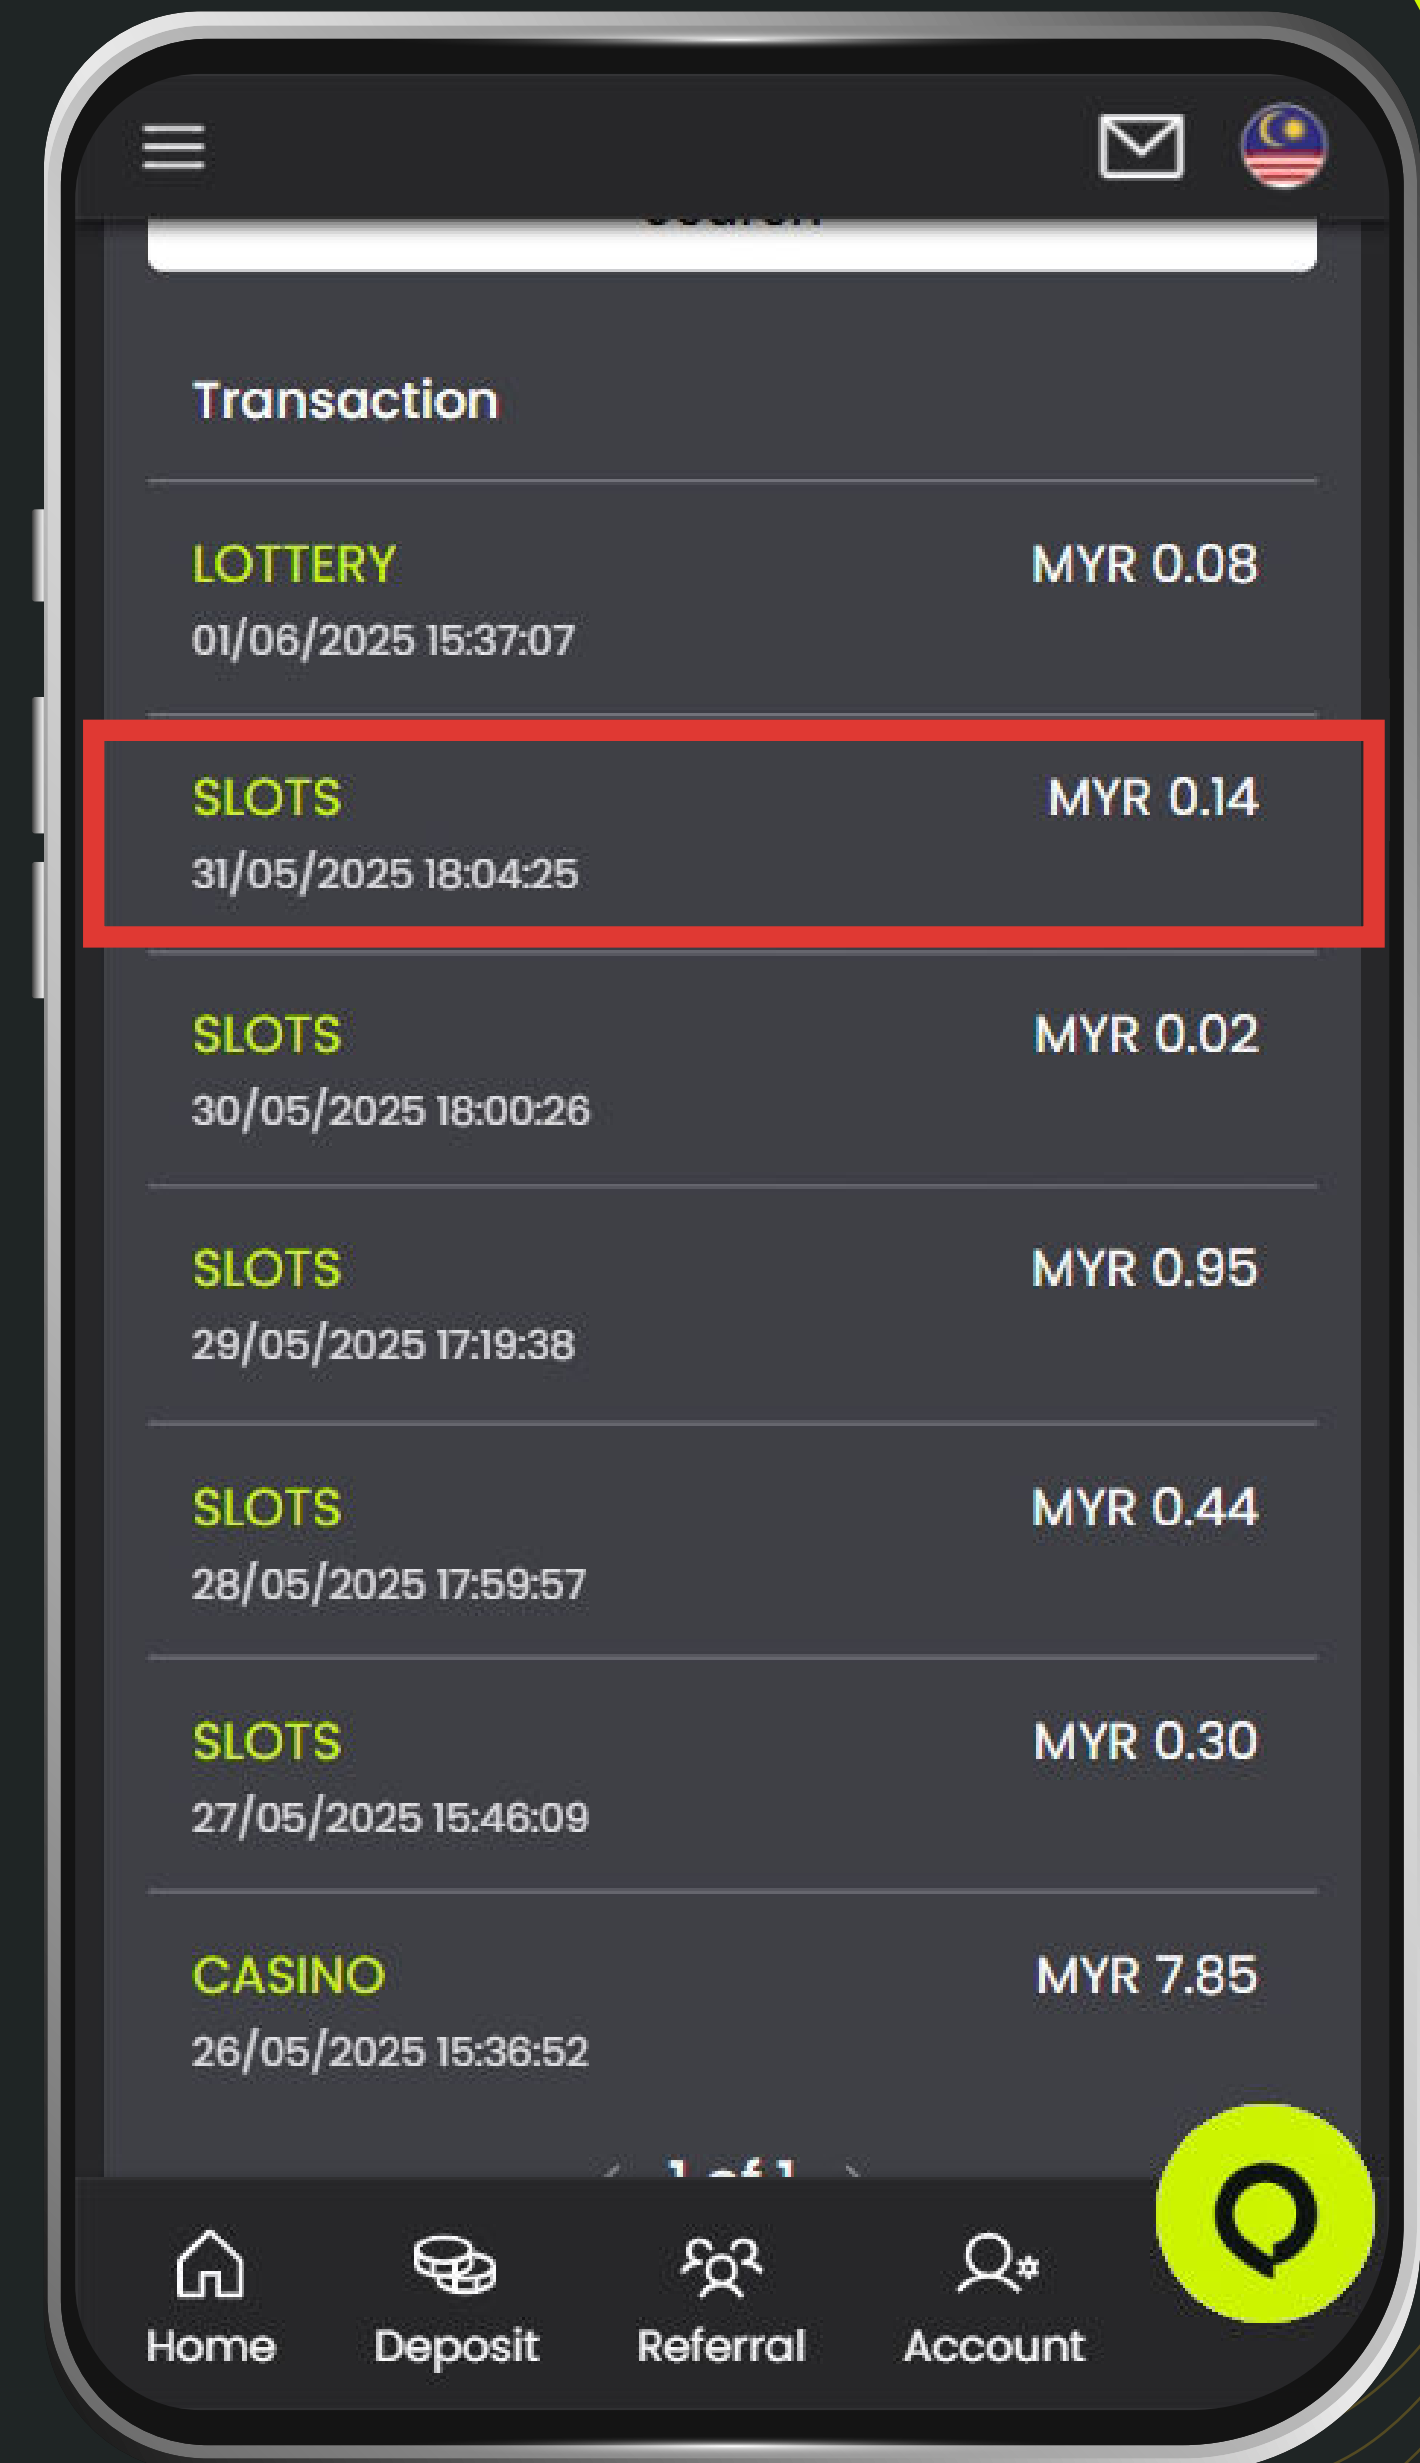 Transaction
LOTTERY MYR 0.08
01/06/2025 15:37:07
SLOTS MYR 0.14
31/05/2025 18:04:25
SLOTS MYR 0.02
30/05/2025 18:00:26
SLOTS MYR 0.95
29/05/2025 17:19:38
SLOTS MYR 0.44
28/05/2025 17:59:57
SLOTS MYR 0.30
27/05/2025 15:46:09
CASINO MYR 7.85
26/05/2025 15:36:52
1 of 1
Home Deposit Referral Account